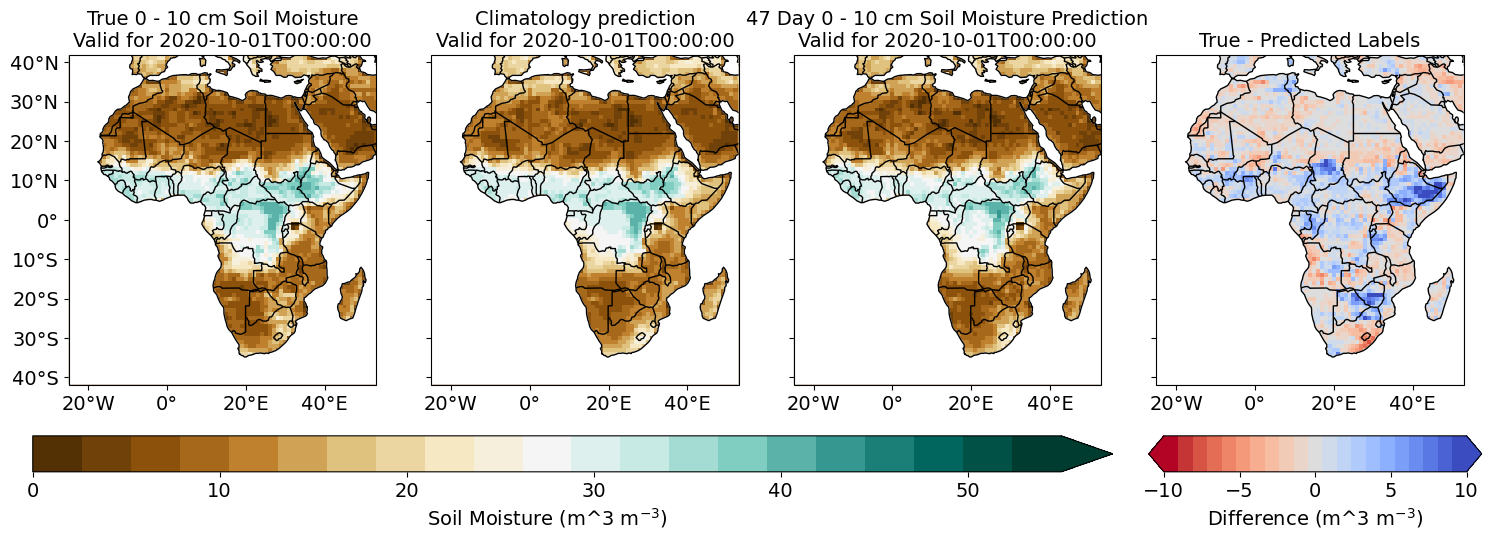 True 0 - 10 cm Soil Moisture
Valid for 2020-10-01T00:00:00
Climatology prediction
Valid for 2020-10-01T00:00:00
47 Day 0 - 10 cm Soil Moisture Prediction
Valid for 2020-10-01T00:00:00
True - Predicted Labels
40°N
30°N
20°N
10°N
0°
10°S
20°S
30°S
40°S
20°W 0° 20°E 40°E
20°W 0° 20°E 40°E
20°W 0° 20°E 40°E
20°W 0° 20°E 40°E
0 10 20 30 40 50
Soil Moisture (m^3 m⁻³)
−10 −5 0 5 10
Difference (m^3 m⁻³)